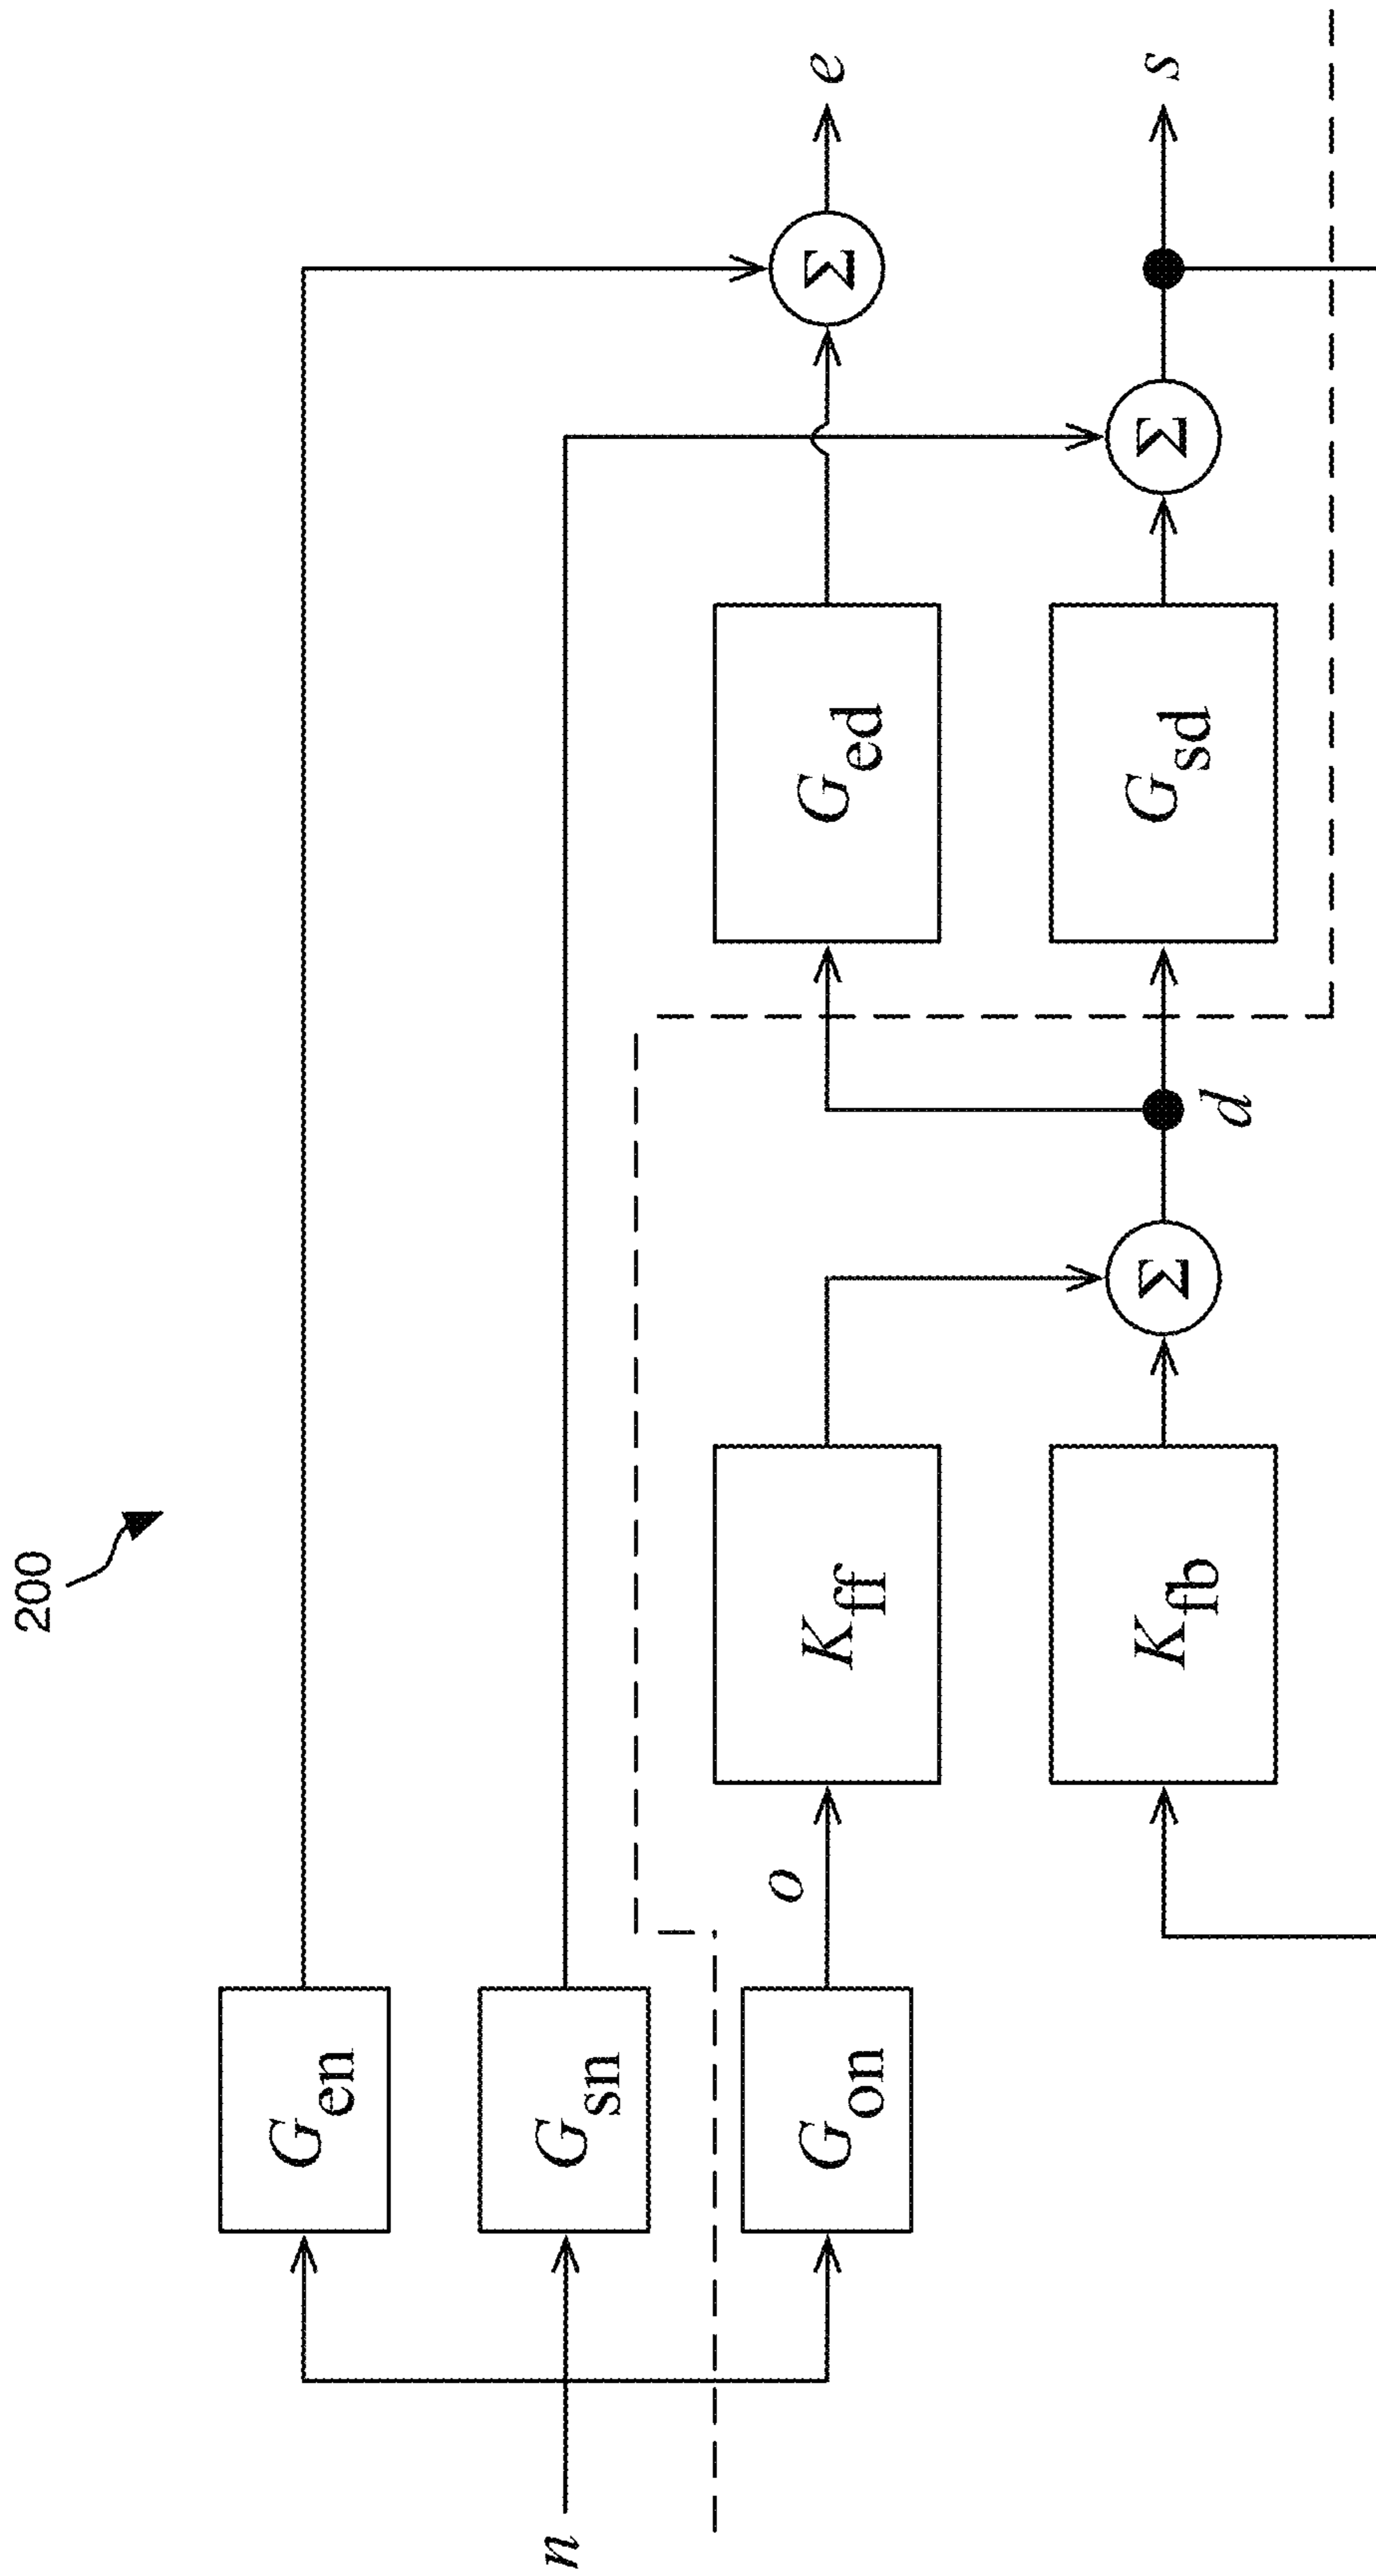 200
n
G_en
G_sn
G_on
o
K_ff
K_fb
Σ
d
G_ed
G_sd
Σ
Σ
e
s